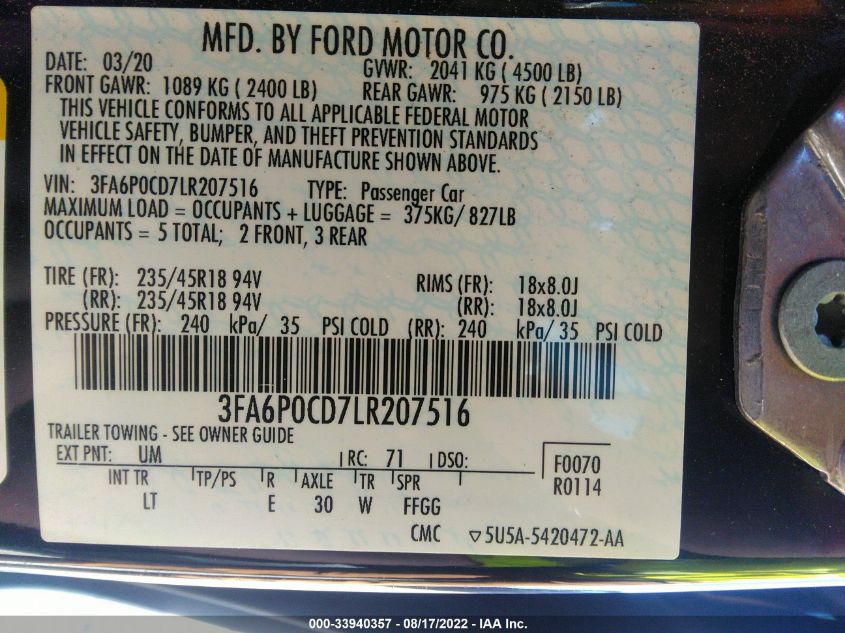 MFD. BY FORD MOTOR CO.
DATE: 03/20 GVWR: 2041 KG ( 4500 LB)
FRONT GAWR: 1089 KG ( 2400 LB) REAR GAWR: 975 KG ( 2150 LB)
THIS VEHICLE CONFORMS TO ALL APPLICABLE FEDERAL MOTOR
VEHICLE SAFETY, BUMPER, AND THEFT PREVENTION STANDARDS
IN EFFECT ON THE DATE OF MANUFACTURE SHOWN ABOVE.
VIN: 3FA6P0CD7LR207516 TYPE: Passenger Car
MAXIMUM LOAD = OCCUPANTS + LUGGAGE = 375KG/ 827LB
OCCUPANTS = 5 TOTAL; 2 FRONT, 3 REAR
TIRE (FR): 235/45R18 94V RIMS (FR): 18x8.0J
(RR): 235/45R18 94V (RR): 18x8.0J
PRESSURE (FR): 240 kPa/ 35 PSI COLD (RR): 240 kPa/ 35 PSI COLD
3FA6P0CD7LR207516
TRAILER TOWING - SEE OWNER GUIDE
EXT PNT: UM RC: 71 DSO: F0070
INT TR TP/PS R AXLE TR SPR R0114
LT E 30 W FFGG
CMC ▽5U5A-5420472-AA
000-33940357 - 08/17/2022 - IAA Inc.